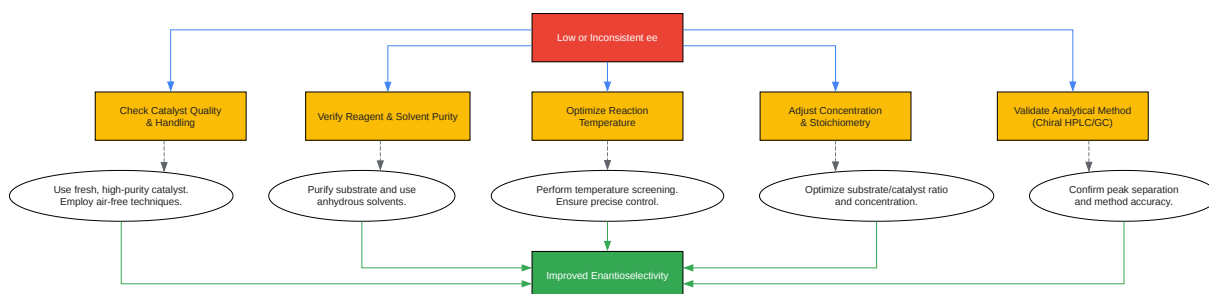 Low or Inconsistent ee
Check Catalyst Quality
& Handling
Verify Reagent & Solvent Purity
Optimize Reaction
Temperature
Adjust Concentration
& Stoichiometry
Validate Analytical Method
(Chiral HPLC/GC)
Use fresh, high-purity catalyst.
Employ air-free techniques.
Purify substrate and use
anhydrous solvents.
Perform temperature screening.
Ensure precise control.
Optimize substrate/catalyst ratio
and concentration.
Confirm peak separation
and method accuracy.
Improved Enantioselectivity